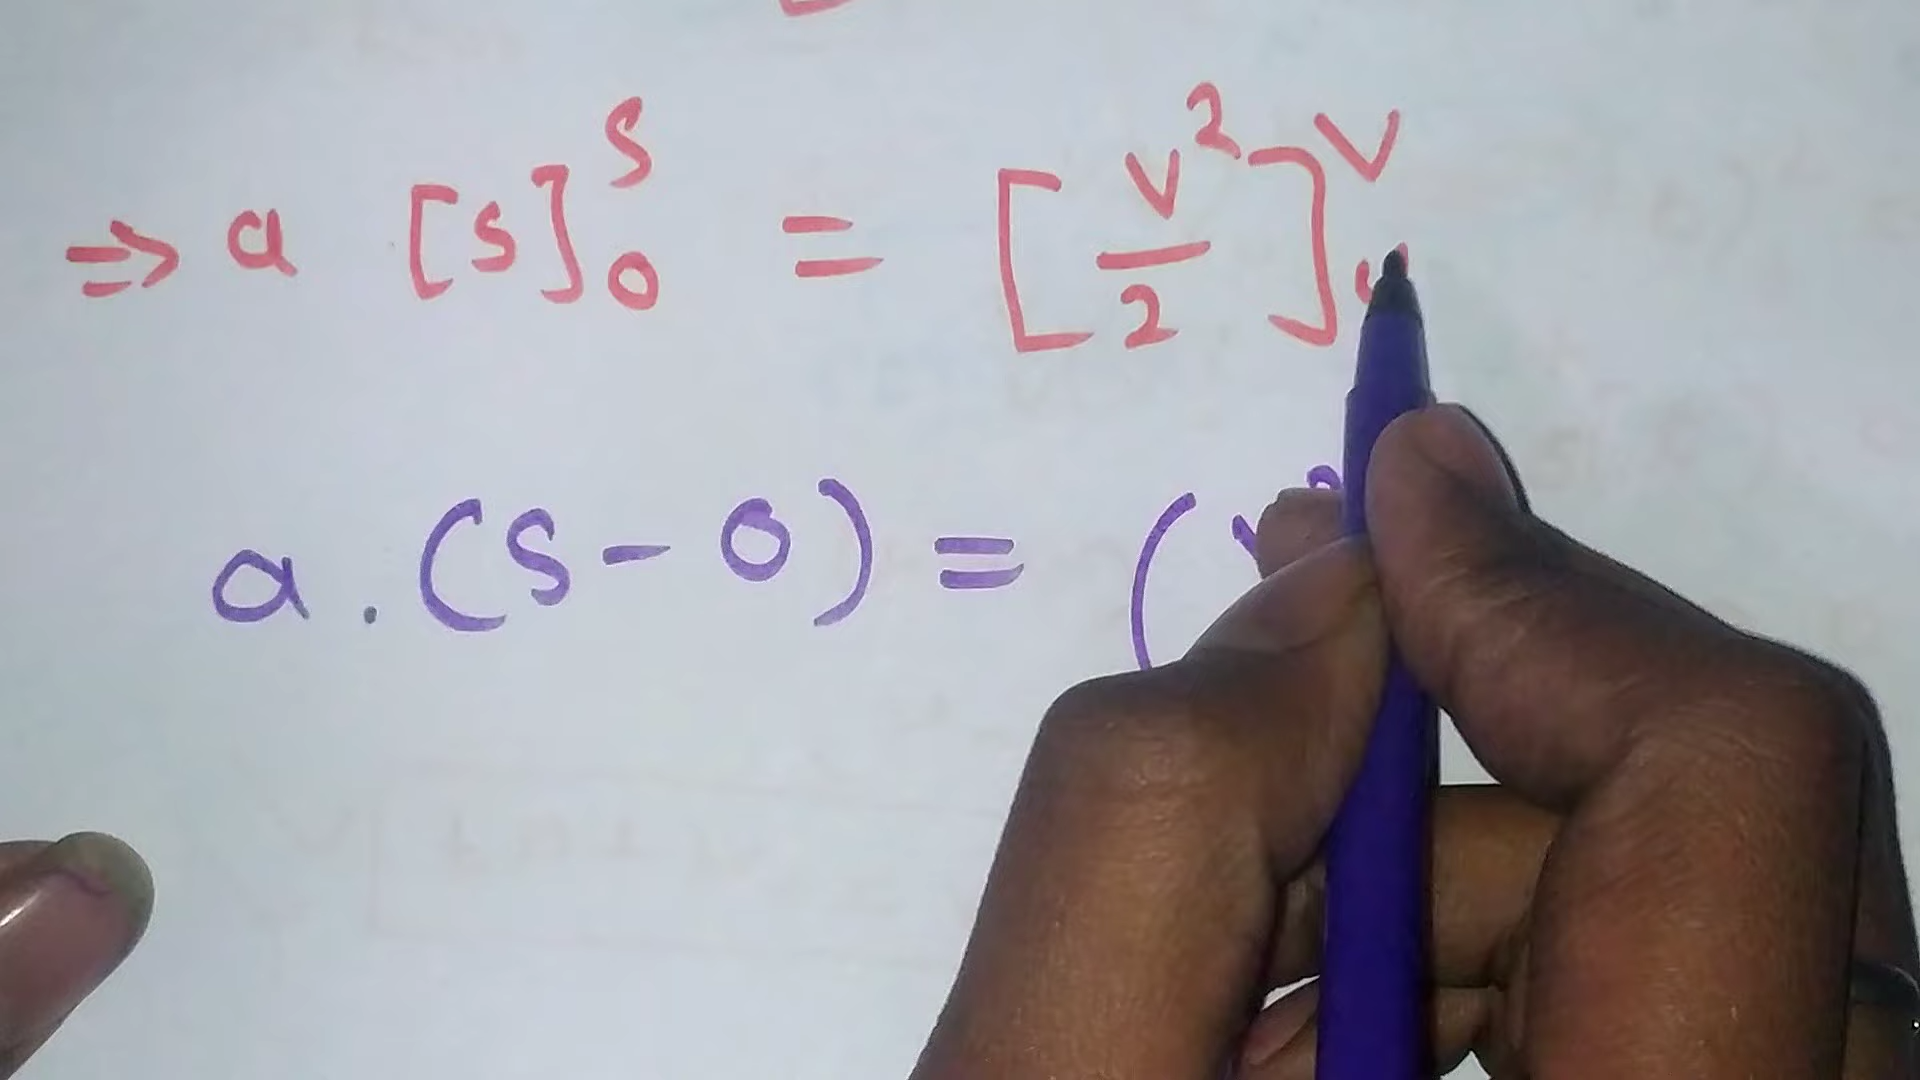 ⇒ a [s]₀ˢ = [v²/2]ᵛ
a . (s - 0) = (